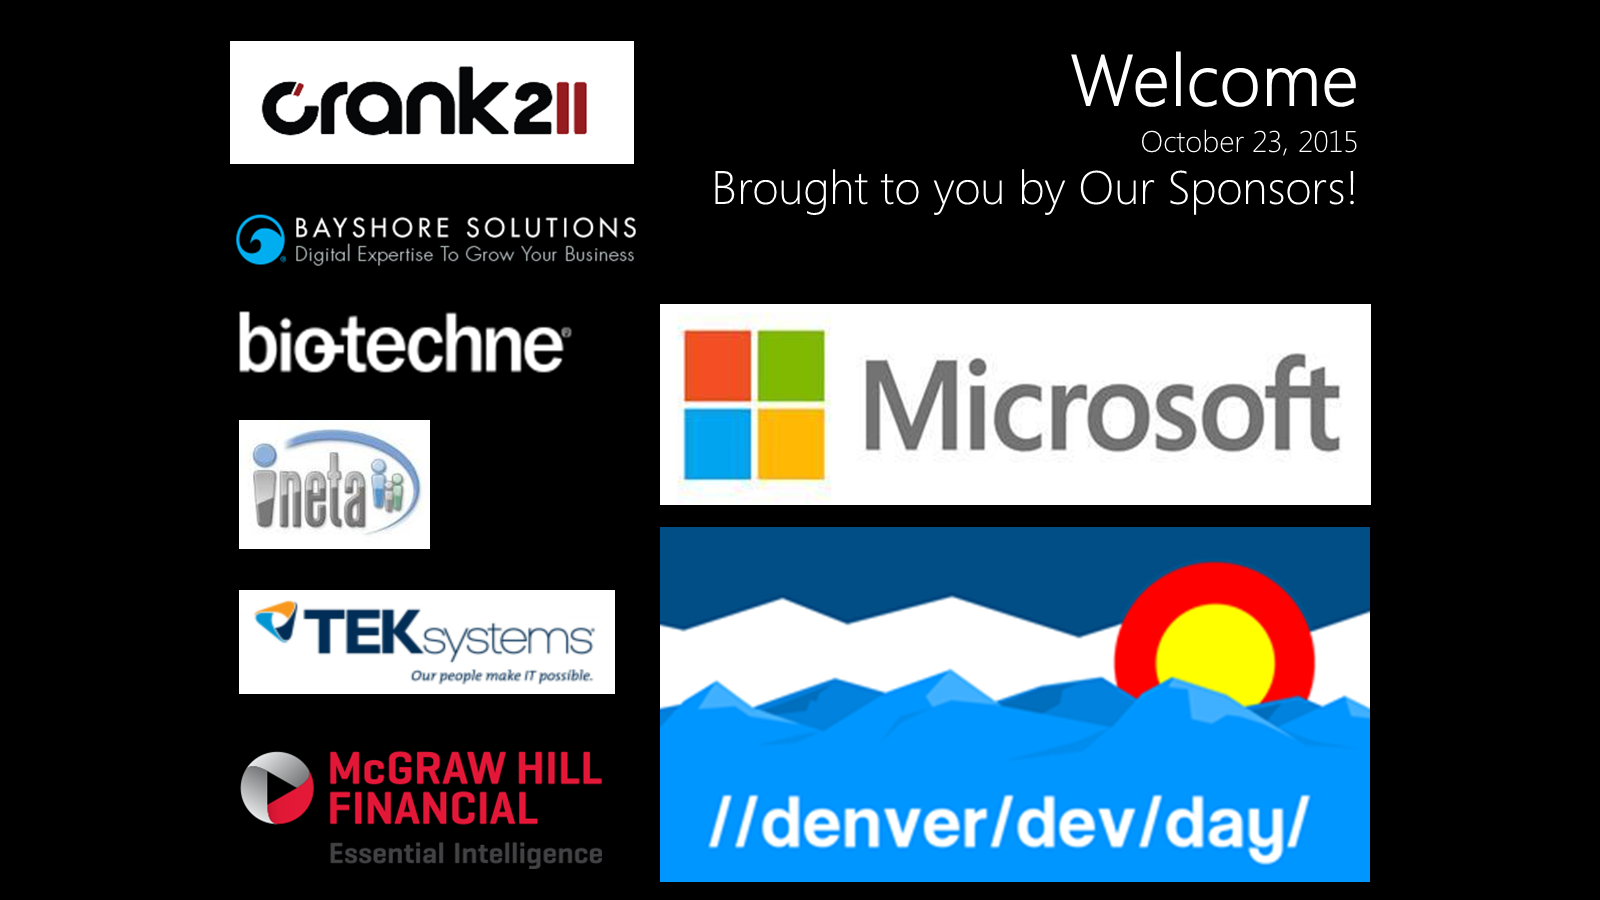 crank211
Welcome
October 23, 2015
Brought to you by Our Sponsors!
BAYSHORE SOLUTIONS
Digital Expertise To Grow Your Business
bio-techne®
Microsoft
ineta
TEKsystems®
Our people make IT possible.
McGRAW HILL
FINANCIAL
Essential Intelligence
//denver/dev/day/